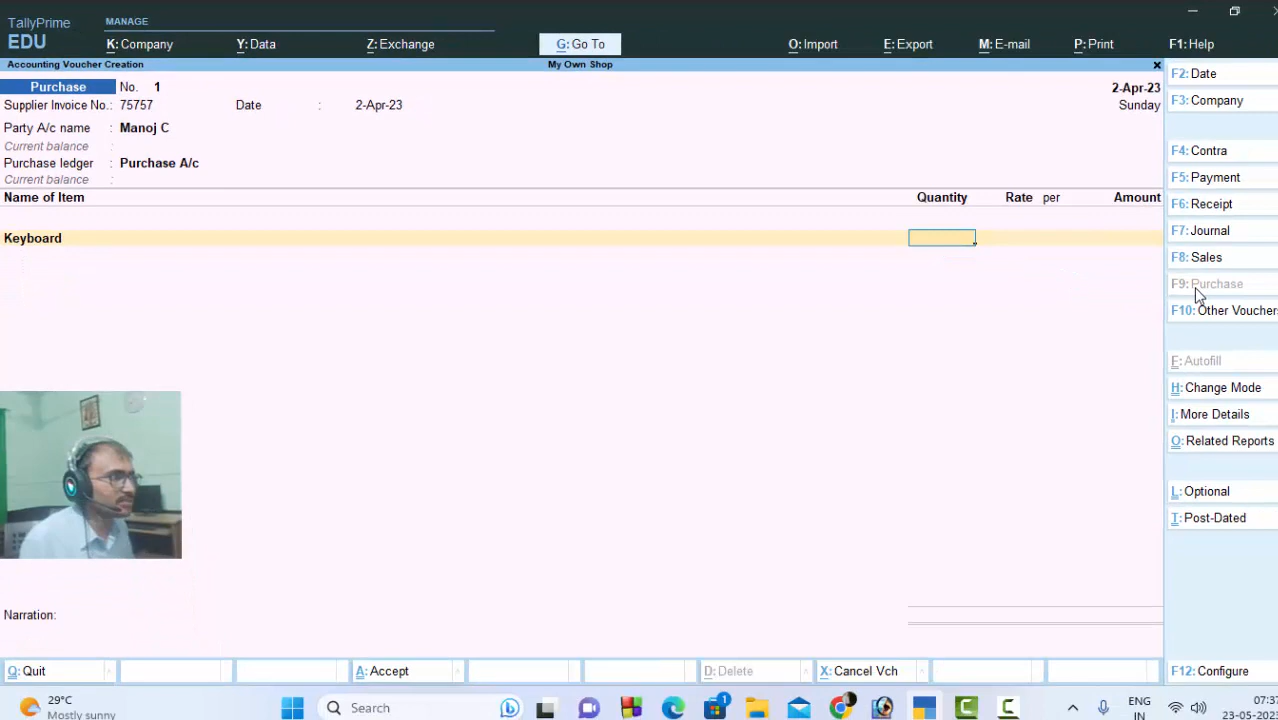 TallyPrime
EDU
MANAGE
K: Company
Y: Data
Z: Exchange
G: Go To
O: Import
E: Export
M: E-mail
P: Print
F1: Help
Accounting Voucher Creation
My Own Shop
×
Purchase No. 1
2-Apr-23
Supplier Invoice No.: 75757 Date : 2-Apr-23
Sunday
Party A/c name : Manoj C
Current balance :
Purchase ledger : Purchase A/c
Current balance :
Name of Item Quantity Rate per Amount
Keyboard
Narration:
F2: Date
F3: Company
F4: Contra
F5: Payment
F6: Receipt
F7: Journal
F8: Sales
F9: Purchase
F10: Other Vouchers
F: Autofill
H: Change Mode
I: More Details
O: Related Reports
L: Optional
T: Post-Dated
Q: Quit
A: Accept
D: Delete
X: Cancel Vch
F12: Configure
29°C
Mostly sunny
Search
1
ENG
IN
07:3
23-05-2023